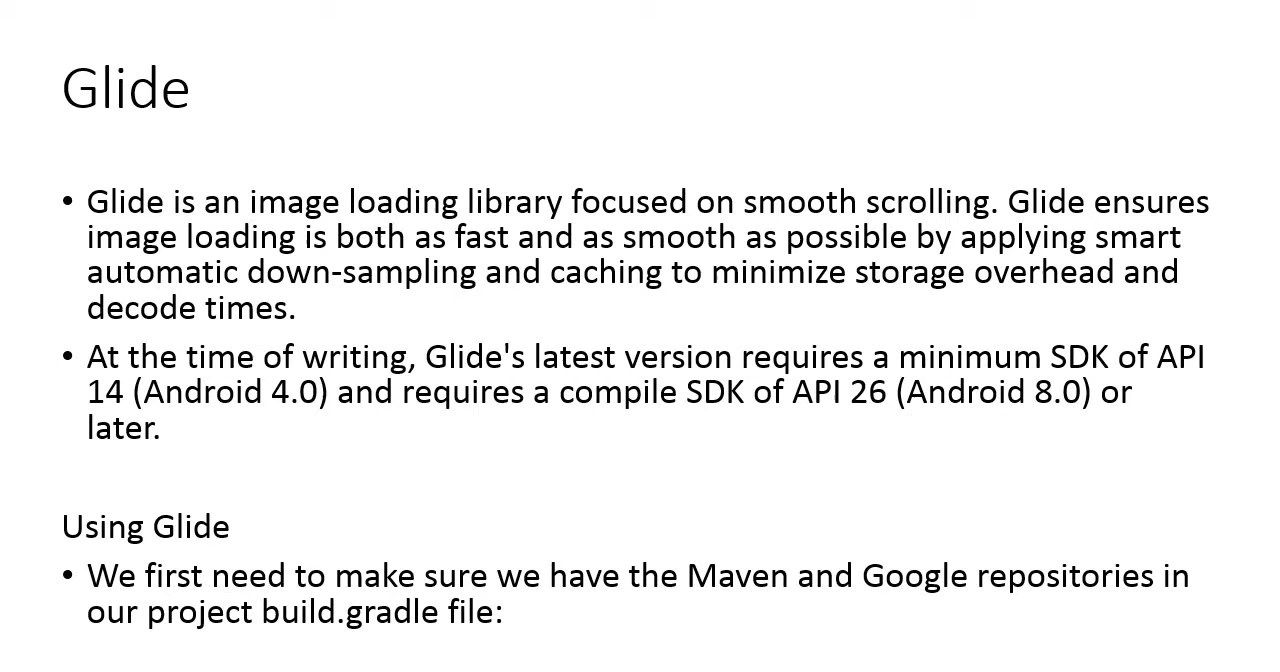 Glide
• Glide is an image loading library focused on smooth scrolling. Glide ensures
image loading is both as fast and as smooth as possible by applying smart
automatic down-sampling and caching to minimize storage overhead and
decode times.
• At the time of writing, Glide's latest version requires a minimum SDK of API
14 (Android 4.0) and requires a compile SDK of API 26 (Android 8.0) or
later.
Using Glide
• We first need to make sure we have the Maven and Google repositories in
our project build.gradle file: